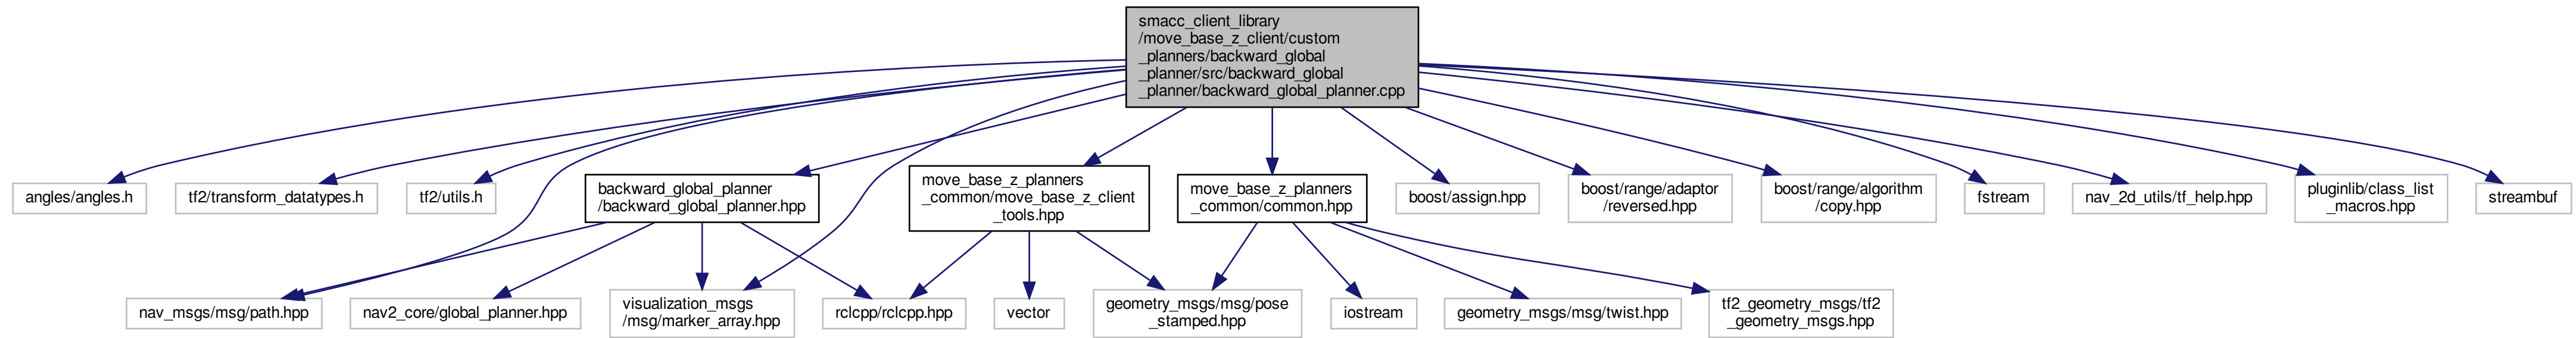 smacc_client_library
/move_base_z_client/custom
_planners/backward_global
_planner/src/backward_global
_planner/backward_global_planner.cpp
angles/angles.h
tf2/transform_datatypes.h
tf2/utils.h
backward_global_planner
/backward_global_planner.hpp
move_base_z_planners
_common/move_base_z_client
_tools.hpp
move_base_z_planners
_common/common.hpp
boost/assign.hpp
boost/range/adaptor
/reversed.hpp
boost/range/algorithm
/copy.hpp
fstream
nav_2d_utils/tf_help.hpp
pluginlib/class_list
_macros.hpp
streambuf
nav_msgs/msg/path.hpp
nav2_core/global_planner.hpp
visualization_msgs
/msg/marker_array.hpp
rclcpp/rclcpp.hpp
vector
geometry_msgs/msg/pose
_stamped.hpp
iostream
geometry_msgs/msg/twist.hpp
tf2_geometry_msgs/tf2
_geometry_msgs.hpp